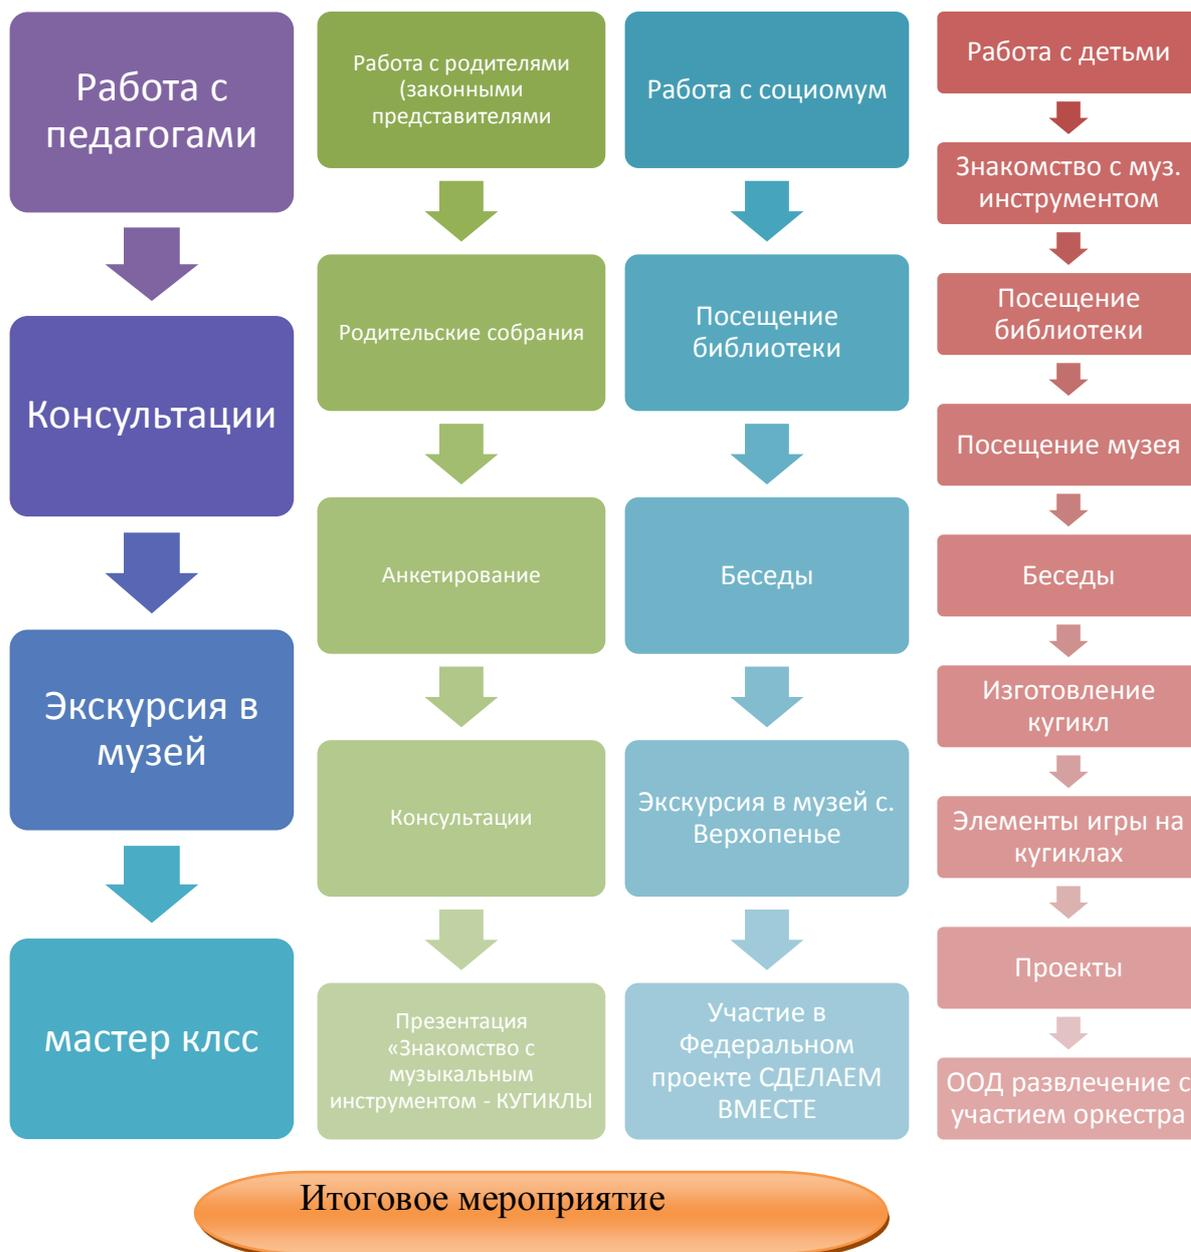 Работа с
педагогами
Консультации
Экскурсия в
музей
мастер клсс
Работа с родителями
(законными
представителями
Родительские собрания
Анкетирование
Консультации
Презентация
«Знакомство с
музыкальным
инструментом - КУГИКЛЫ
Работа с социомум
Посещение
библиотеки
Беседы
Экскурсия в музей с.
Верхопенье
Участие в
Федеральном
проекте СДЕЛАЕМ
ВМЕСТЕ
Работа с детьми
Знакомство с муз.
инструментом
Посещение
библиотеки
Посещение музея
Беседы
Изготовление
кугикл
Элементы игры на
кугиклах
Проекты
ООД развлечение с
участием оркестра
Итоговое мероприятие